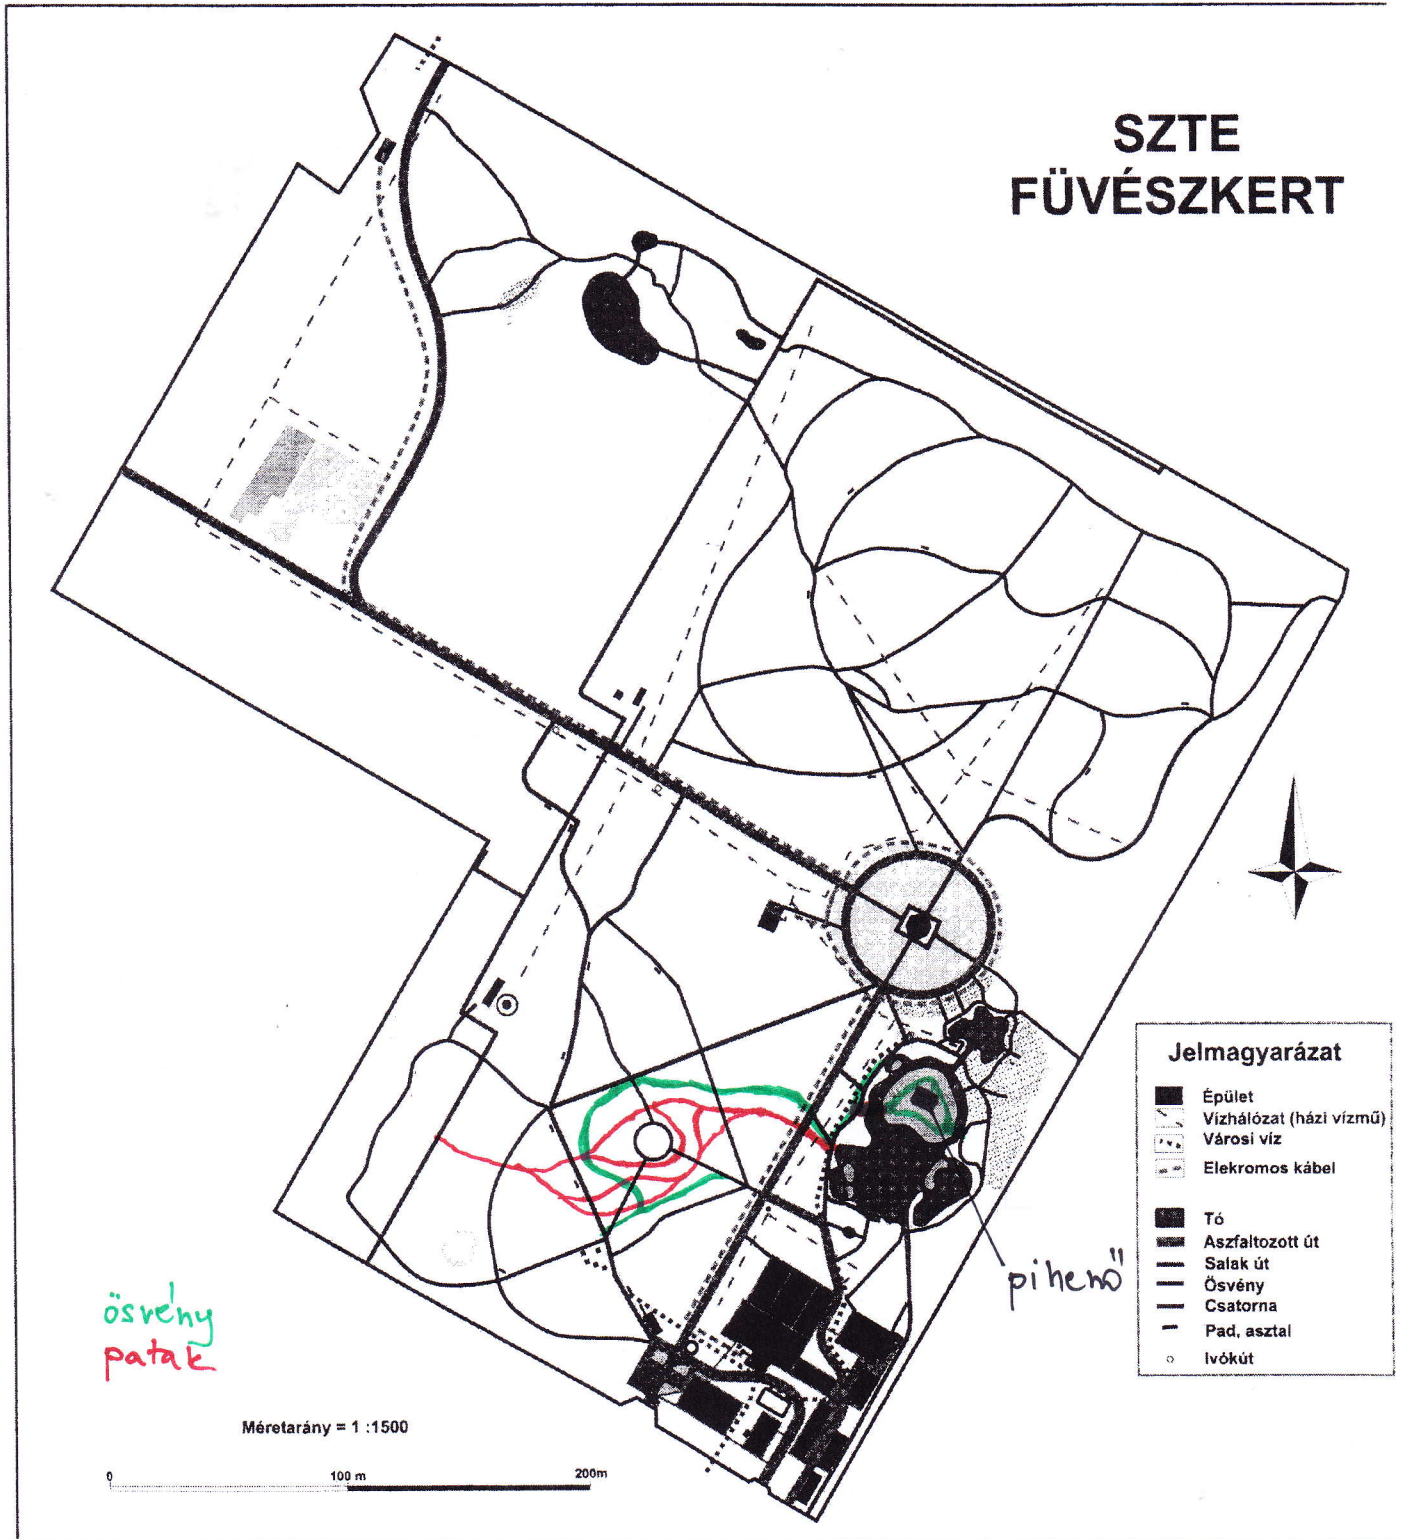 SZTE
FÜVÉSZKERT
Jelmagyarázat
Épület
Vízhálózat (házi vízmű)
Városi víz
Elekromos kábel
Tó
Aszfaltozott út
Salak út
Ösvény
Csatorna
Pad, asztal
Ivókút
pihenő
ösvény
patak
Méretarány = 1 :1500
0 100 m 200m